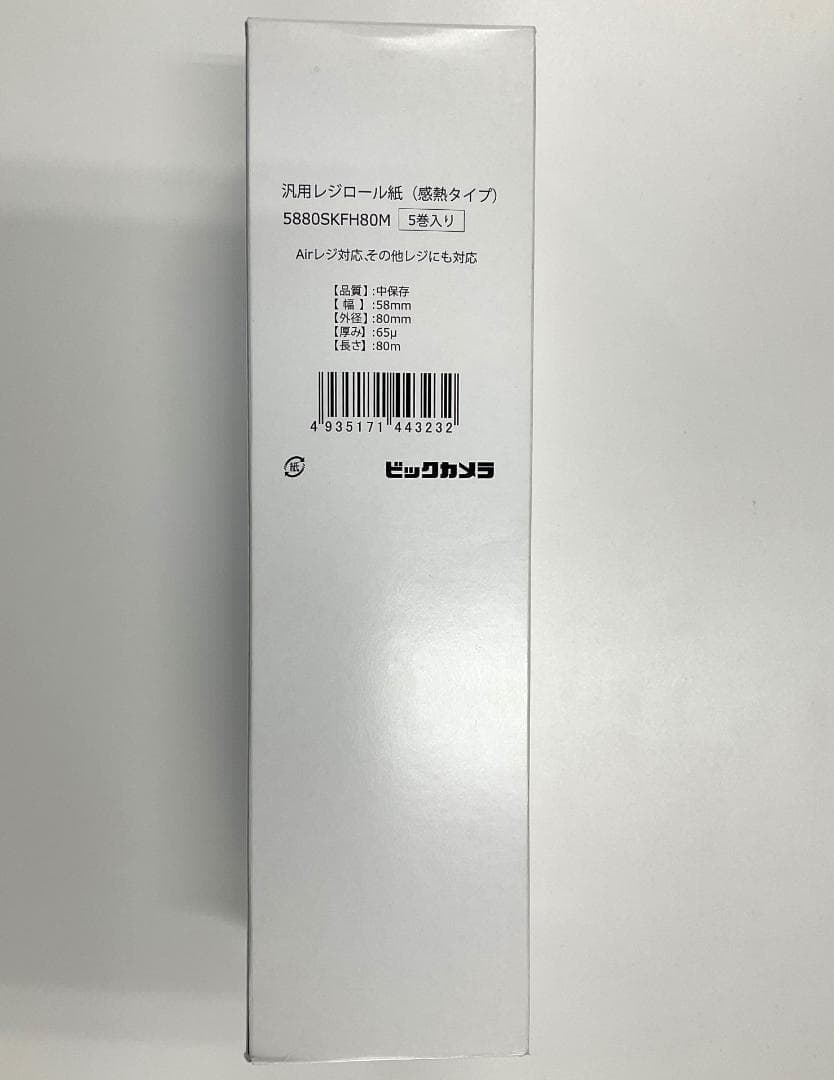 汎用レジロール紙（感熱タイプ）
5880SKFH80M 5巻入り
Airレジ対応、その他レジにも対応
【品質】:中保存
【 幅 】:58mm
【外径】:80mm
【厚み】:65μ
【長さ】:80m
4 935171 443232
紙
ビックカメラ